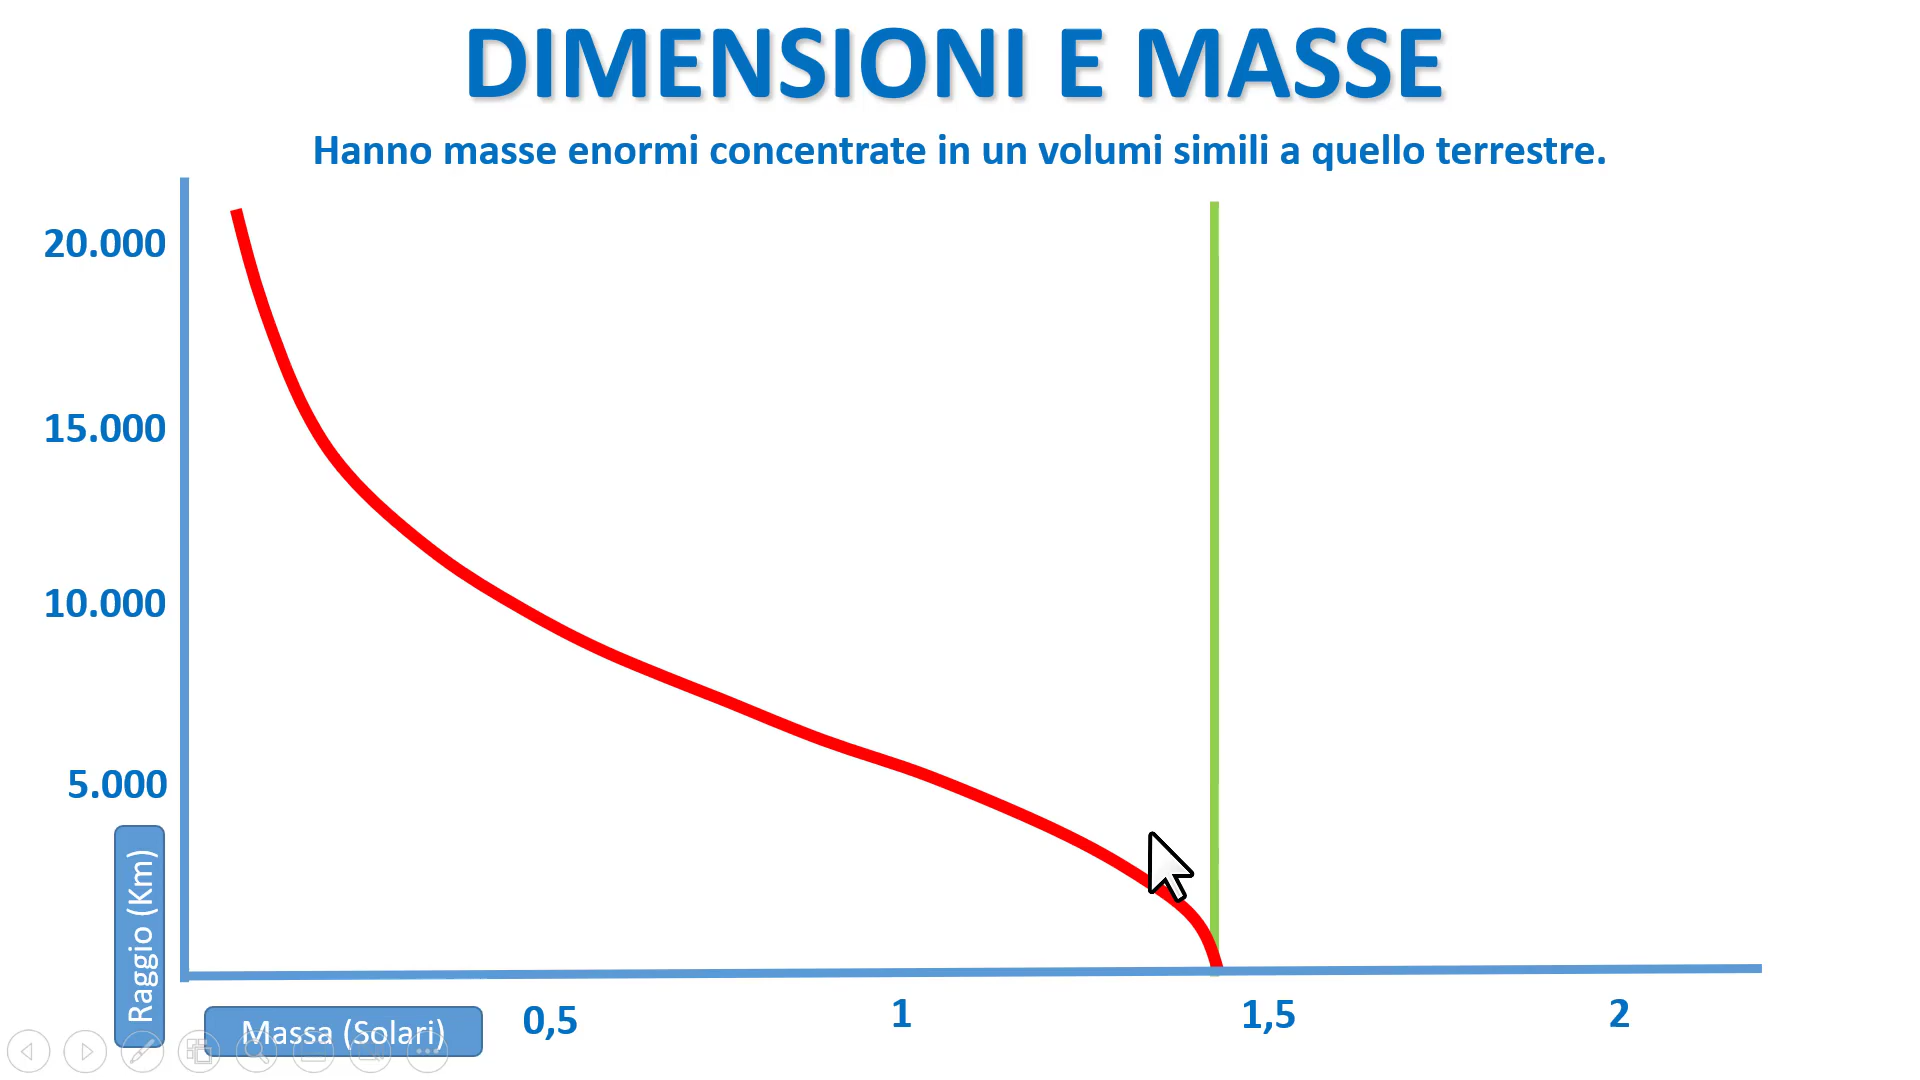 DIMENSIONI E MASSE
Hanno masse enormi concentrate in un volumi simili a quello terrestre.
20.000
15.000
10.000
5.000
Raggio (Km)
Massa (Solari)
0,5
1
1,5
2